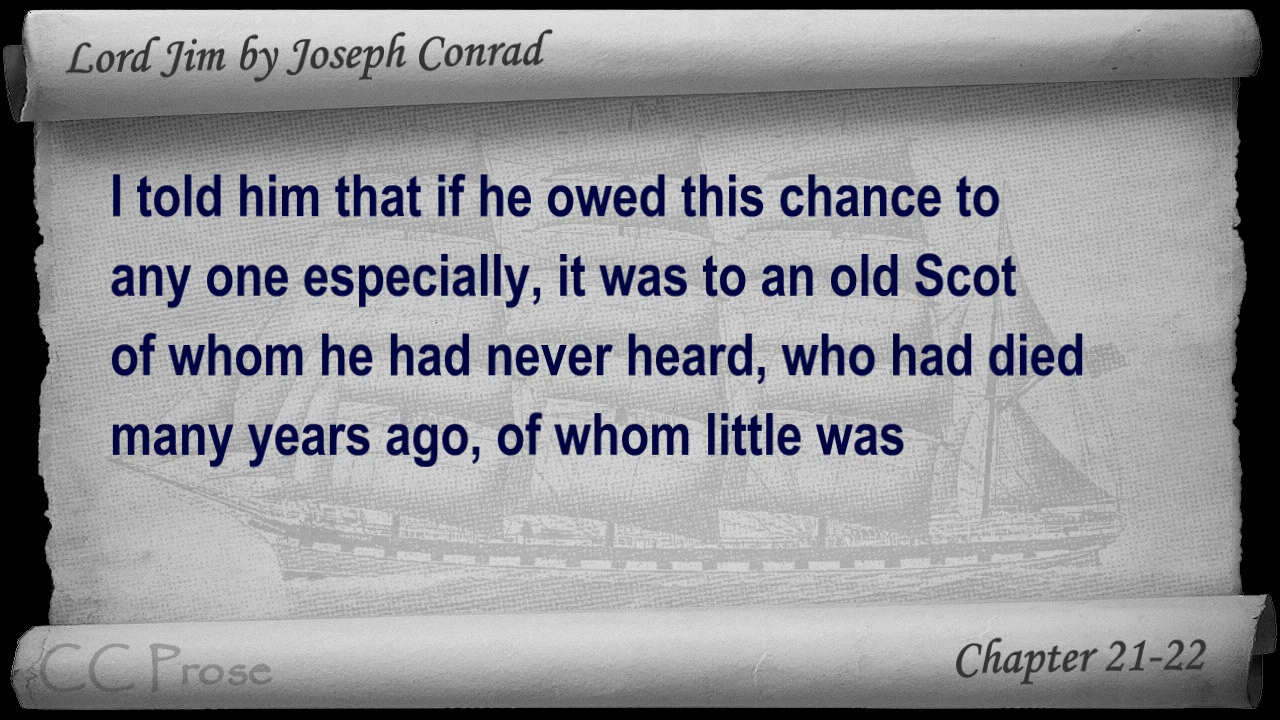 Lord Jim by Joseph Conrad
I told him that if he owed this chance to
any one especially, it was to an old Scot
of whom he had never heard, who had died
many years ago, of whom little was
CC Prose
Chapter 21-22